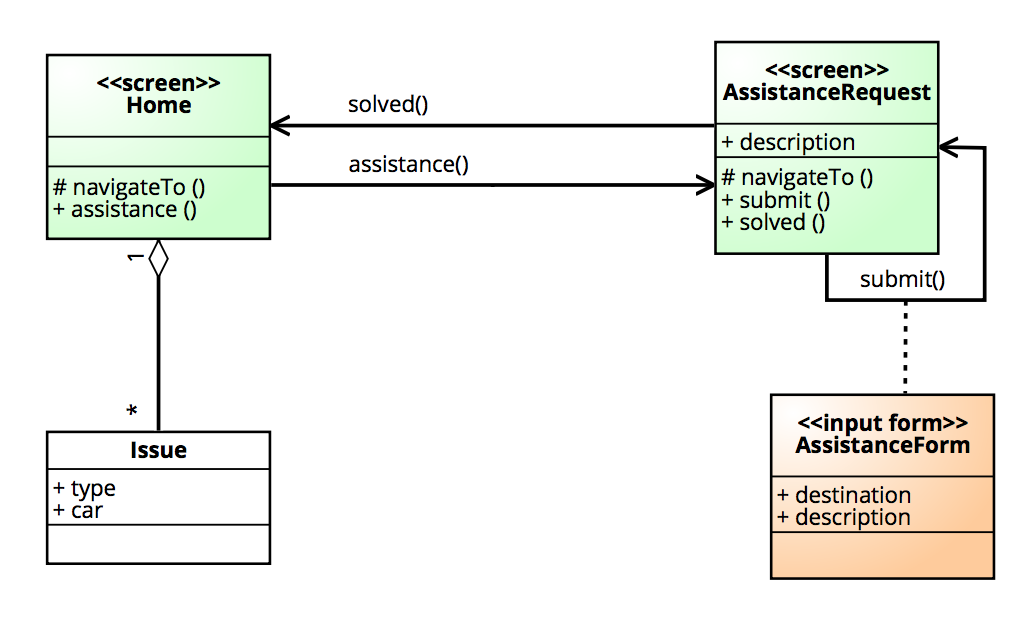 <<screen>>
Home
# navigateTo ()
+ assistance ()
solved()
assistance()
<<screen>>
AssistanceRequest
+ description
# navigateTo ()
+ submit ()
+ solved ()
submit()
1
*
Issue
+ type
+ car
<<input form>>
AssistanceForm
+ destination
+ description